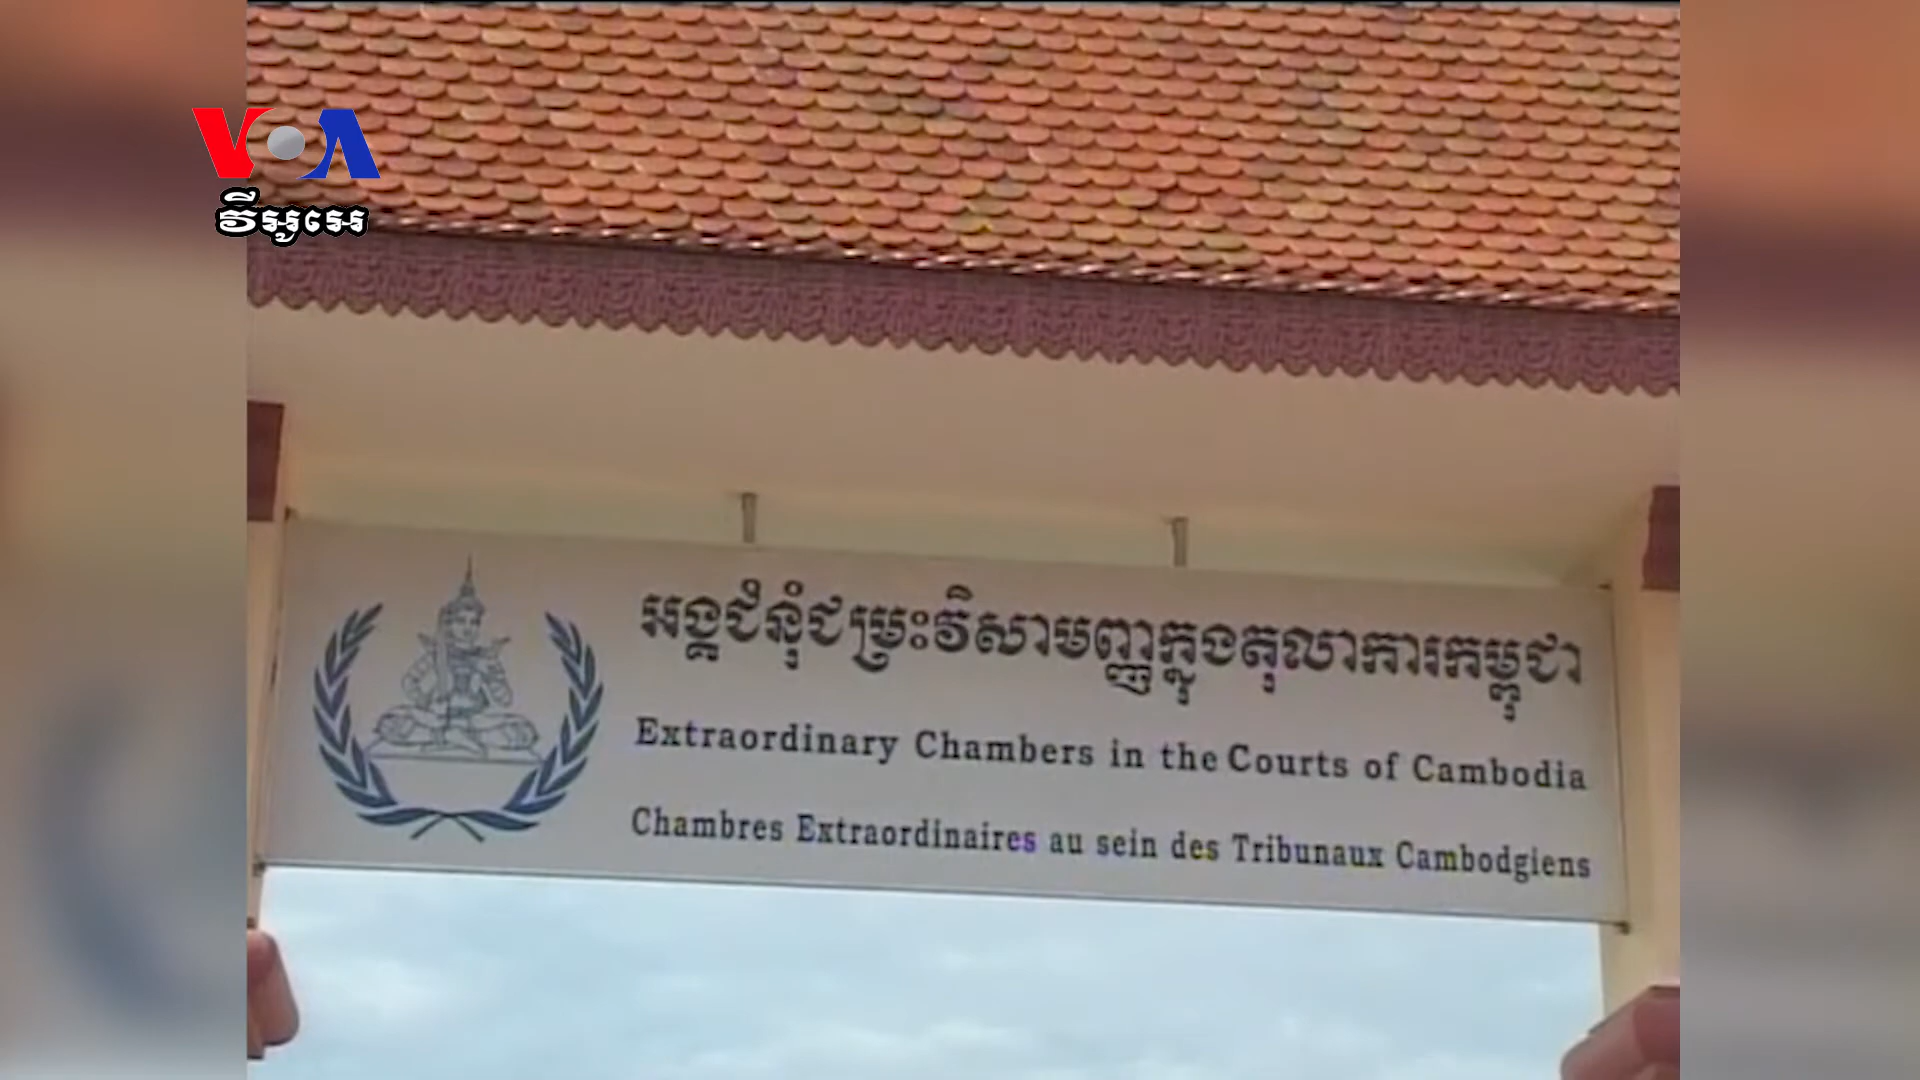 VOA
វីអូអេ
អង្គជំនុំជម្រះវិសាមញ្ញក្នុងតុលាការកម្ពុជា
Extraordinary Chambers in the Courts of Cambodia
Chambres Extraordinaires au sein des Tribunaux Cambodgiens